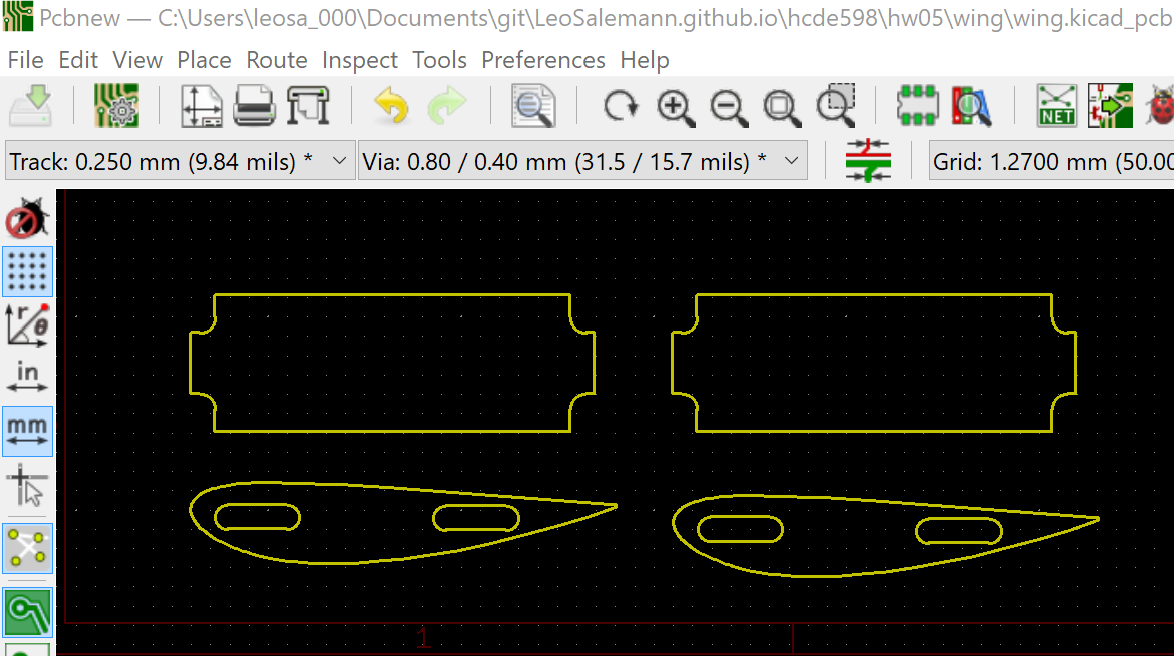 Pcbnew — C:\Users\leosa_000\Documents\git\LeoSalemann.github.io\hcde598\hw05\wing\wing.kicad_pcb
File Edit View Place Route Inspect Tools Preferences Help
NET
Track: 0.250 mm (9.84 mils) * Via: 0.80 / 0.40 mm (31.5 / 15.7 mils) * Grid: 1.2700 mm (50.00
r θ
in
mm
1